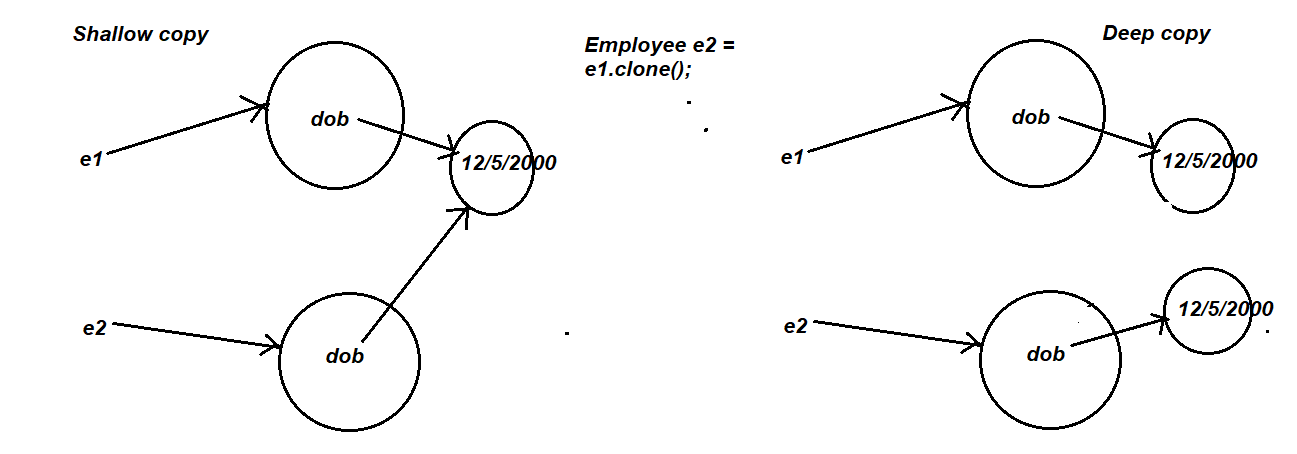 Shallow copy
dob
e1
12/5/2000
e2
dob
Employee e2 =
e1.clone();
Deep copy
dob
e1
12/5/2000
e2
dob
12/5/2000